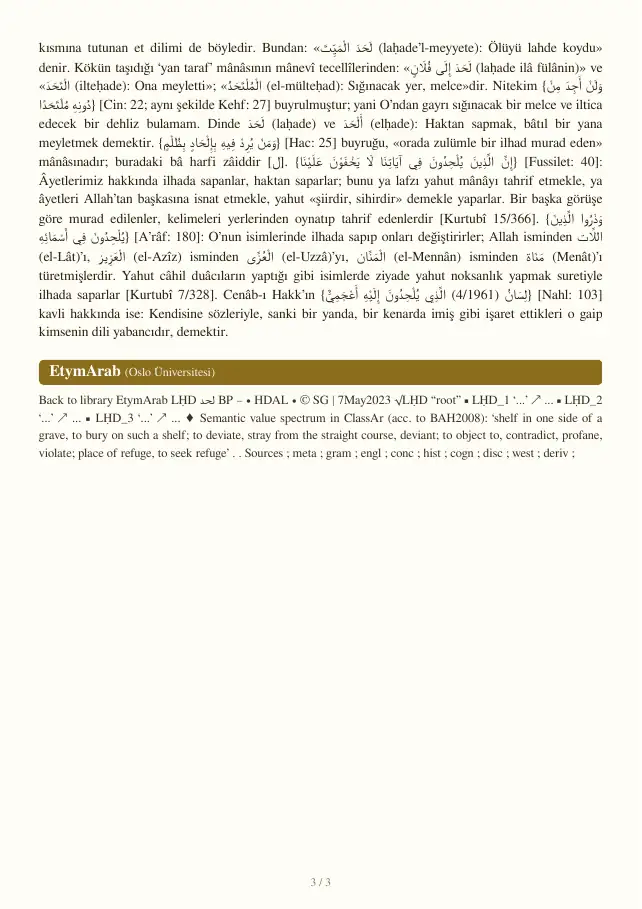 kısmına tutunan et dilimi de böyledir. Bundan: «لَحَدَ الْمَيِّتَ (laḥade’l-meyyete): Ölüyü lahde koydu»
denir. Kökün taşıdığı ‘yan taraf’ mânâsının mânevî tecellîlerinden: «لَحَدَ إِلَى فُلَانٍ (laḥade ilâ fülânin)» ve
«الْتَحَدَ (ilteḥade): Ona meyletti»; «الْمُلْتَحَدُ (el-mülteḥad): Sığınacak yer, melce»dir. Nitekim {وَلَنْ أَجِدَ مِنْ
دُونِهِ مُلْتَحَدًا} [Cin: 22; aynı şekilde Kehf: 27] buyrulmuştur; yani O’ndan gayrı sığınacak bir melce ve iltica
edecek bir dehliz bulamam. Dinde لَحَدَ (laḥade) ve أَلْحَدَ (elḥade): Haktan sapmak, bâtıl bir yana
meyletmek demektir. {وَمَنْ يُرِدْ فِيهِ بِإِلْحَادٍ بِظُلْمٍ} [Hac: 25] buyruğu, «orada zulümle bir ilhad murad eden»
mânâsınadır; buradaki bâ harfi zâiddir [ل]. {إِنَّ الَّذِينَ يُلْحِدُونَ فِي آيَاتِنَا لَا يَخْفَوْنَ عَلَيْنَا} [Fussilet: 40]:
Âyetlerimiz hakkında ilhada sapanlar, haktan saparlar; bunu ya lafzı yahut mânâyı tahrif etmekle, ya
âyetleri Allah’tan başkasına isnat etmekle, yahut «şiirdir, sihirdir» demekle yaparlar. Bir başka görüşe
göre murad edilenler, kelimeleri yerlerinden oynatıp tahrif edenlerdir [Kurtubî 15/366]. {وَذَرُوا الَّذِينَ
يُلْحِدُونَ فِي أَسْمَائِهِ} [A’râf: 180]: O’nun isimlerinde ilhada sapıp onları değiştirirler; Allah isminden اللَّات
(el-Lât)’ı, الْعَزِيز (el-Azîz) isminden الْعُزَّى (el-Uzzâ)’yı, الْمَنَّان (el-Mennân) isminden مَنَاة (Menât)’ı
türetmişlerdir. Yahut câhil duâcıların yaptığı gibi isimlerde ziyade yahut noksanlık yapmak suretiyle
ilhada saparlar [Kurtubî 7/328]. Cenâb-ı Hakk’ın {لِسَانُ (4/1961) الَّذِي يُلْحِدُونَ إِلَيْهِ أَعْجَمِيٌّ} [Nahl: 103]
kavli hakkında ise: Kendisine sözleriyle, sanki bir yanda, bir kenarda imiş gibi işaret ettikleri o gaip
kimsenin dili yabancıdır, demektir.
EtymArab (Oslo Üniversitesi)
Back to library EtymArab LḤD لحد BP – • HDAL • © SG | 7May2023 √LḤD “root” ▪ LḤD_1 ‘...’ ↗ ... ▪ LḤD_2
‘...’ ↗ ... ▪ LḤD_3 ‘...’ ↗ ... ♦ Semantic value spectrum in ClassAr (acc. to BAH2008): ‘shelf in one side of a
grave, to bury on such a shelf; to deviate, stray from the straight course, deviant; to object to, contradict, profane,
violate; place of refuge, to seek refuge’ . . Sources ; meta ; gram ; engl ; conc ; hist ; cogn ; disc ; west ; deriv ;
3 / 3